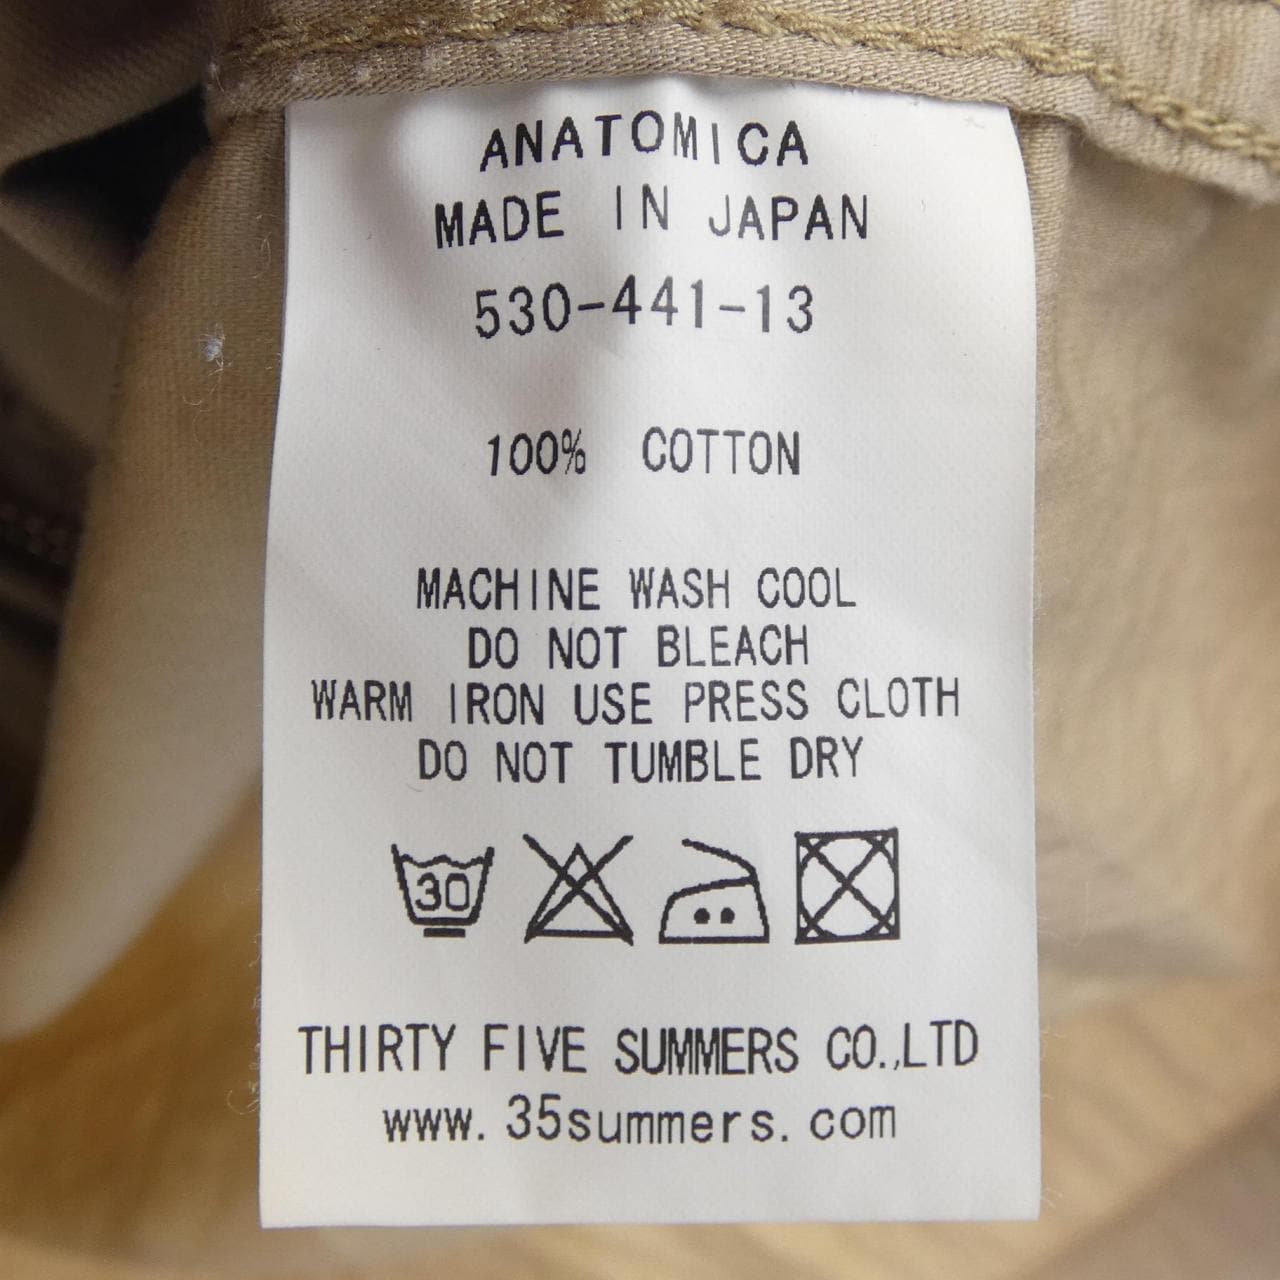 ANATOMICA
MADE IN JAPAN
530-441-13
100% COTTON
MACHINE WASH COOL
DO NOT BLEACH
WARM IRON USE PRESS CLOTH
DO NOT TUMBLE DRY
30
THIRTY FIVE SUMMERS CO.,LTD
www.35summers.com